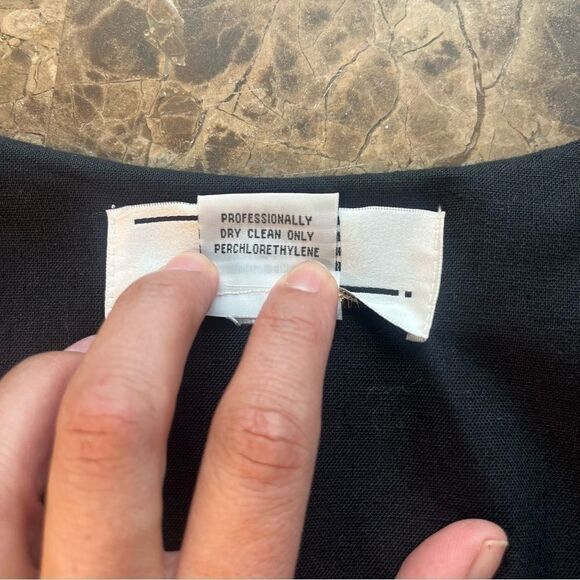 PROFESSIONALLY
DRY CLEAN ONLY
PERCHLORETHYLENE